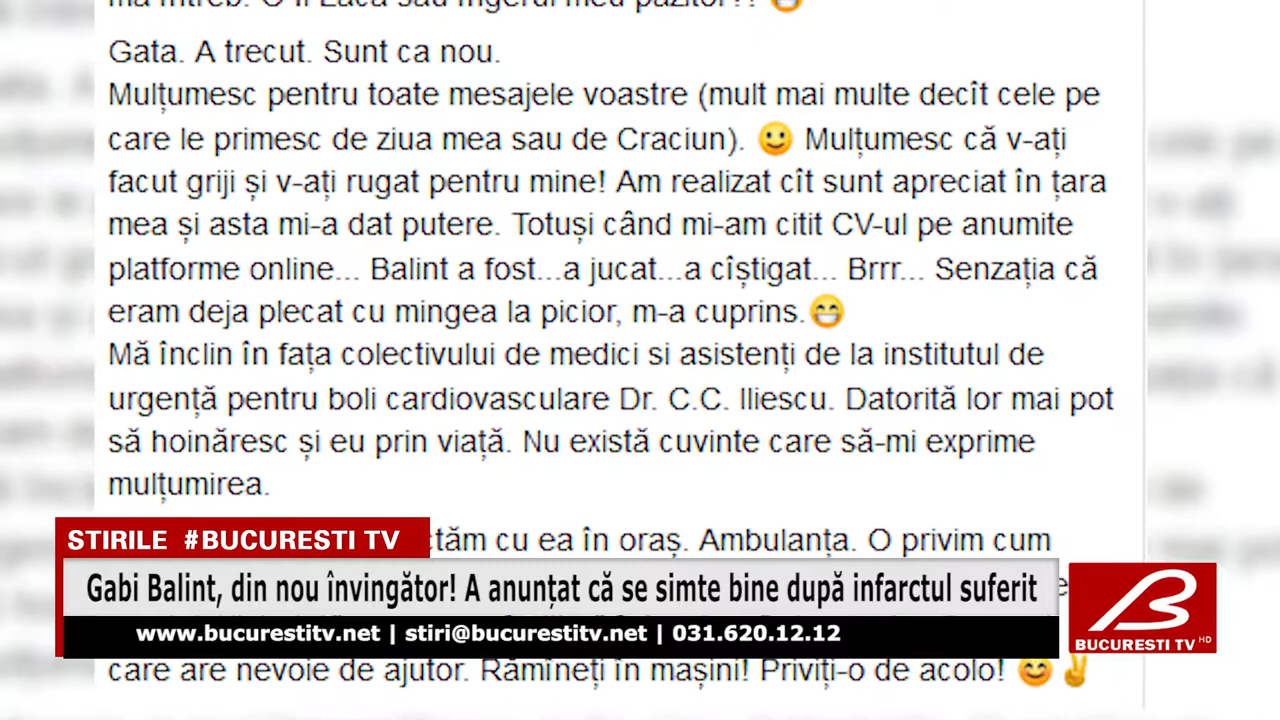 Gata. A trecut. Sunt ca nou.
Mulțumesc pentru toate mesajele voastre (mult mai multe decît cele pe
care le primesc de ziua mea sau de Craciun). 🙂 Mulțumesc că v-ați
facut griji și v-ați rugat pentru mine! Am realizat cît sunt apreciat în țara
mea și asta mi-a dat putere. Totuși când mi-am citit CV-ul pe anumite
platforme online... Balint a fost...a jucat...a cîștigat... Brrr... Senzația că
eram deja plecat cu mingea la picior, m-a cuprins.😁
Mă înclin în fața colectivului de medici si asistenți de la institutul de
urgență pentru boli cardiovasculare Dr. C.C. Iliescu. Datorită lor mai pot
să hoinăresc și eu prin viață. Nu există cuvinte care să-mi exprime
mulțumirea.
cu ea în oraș. Ambulanța. O privim cum
STIRILE #BUCURESTI TV
Gabi Balint, din nou învingător! A anunțat că se simte bine după infarctul suferit
www.bucurestitv.net | stiri@bucurestitv.net | 031.620.12.12
BUCURESTI TV HD
care are nevoie de ajutor. Rămîneți în mașini! Priviți-o de acolo! 😊✌